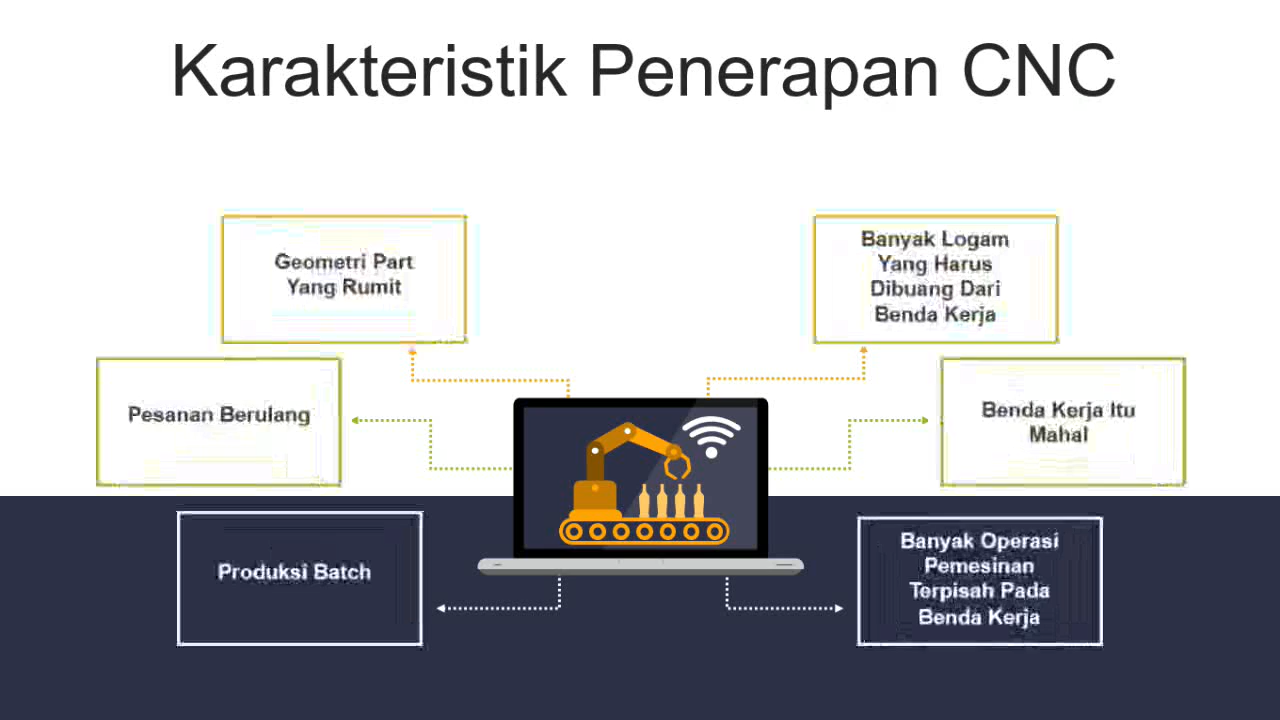 Karakteristik Penerapan CNC
Geometri Part
Yang Rumit
Banyak Logam
Yang Harus
Dibuang Dari
Benda Kerja
Pesanan Berulang
Benda Kerja Itu
Mahal
Produksi Batch
Banyak Operasi
Pemesinan
Terpisah Pada
Benda Kerja